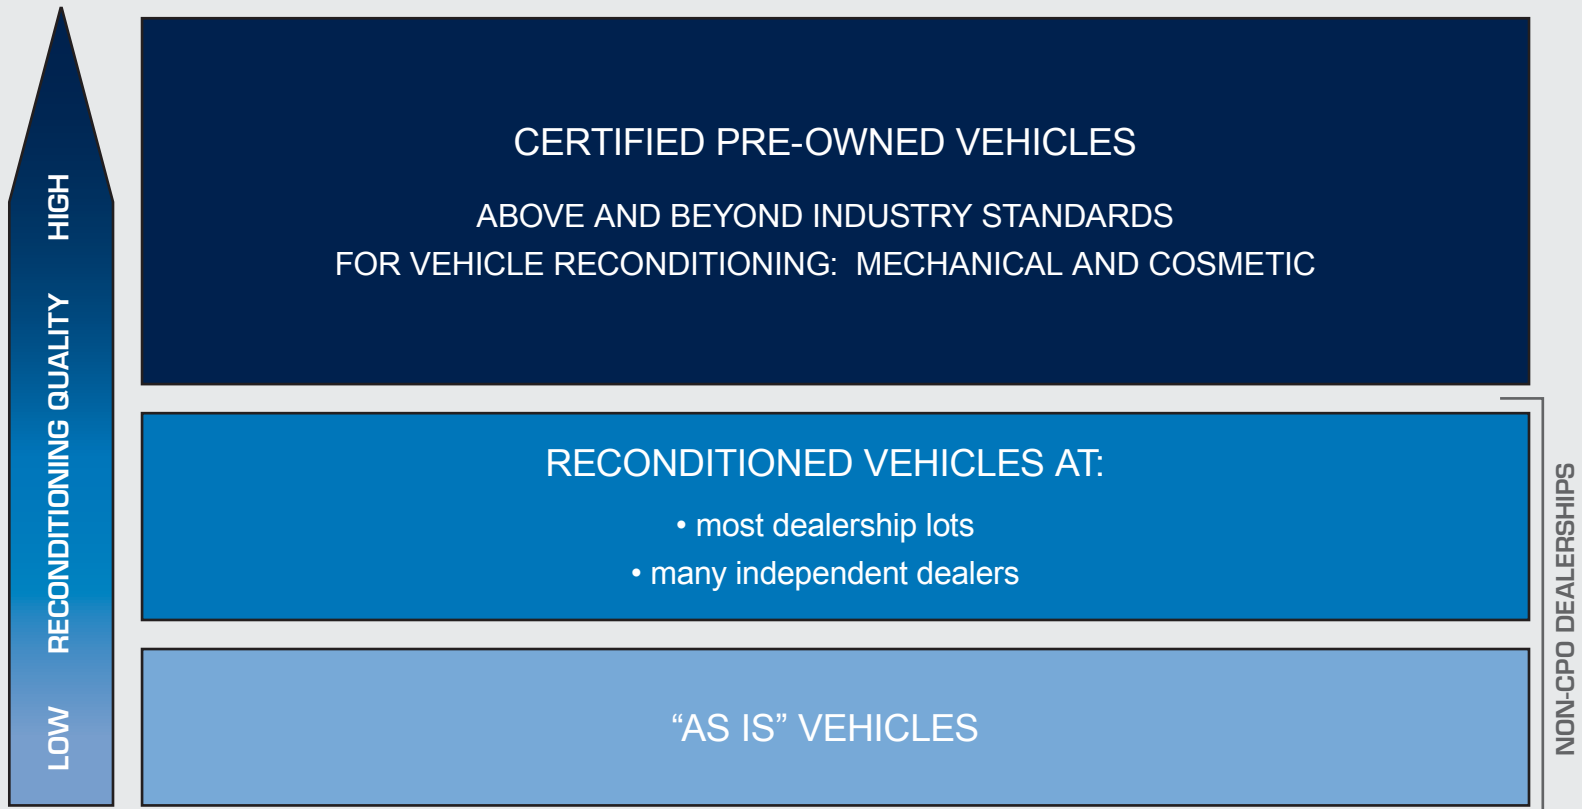 HIGH
RECONDITIONING QUALITY
LOW
CERTIFIED PRE-OWNED VEHICLES
ABOVE AND BEYOND INDUSTRY STANDARDS
FOR VEHICLE RECONDITIONING: MECHANICAL AND COSMETIC
RECONDITIONED VEHICLES AT:
• most dealership lots
• many independent dealers
“AS IS” VEHICLES
NON-CPO DEALERSHIPS